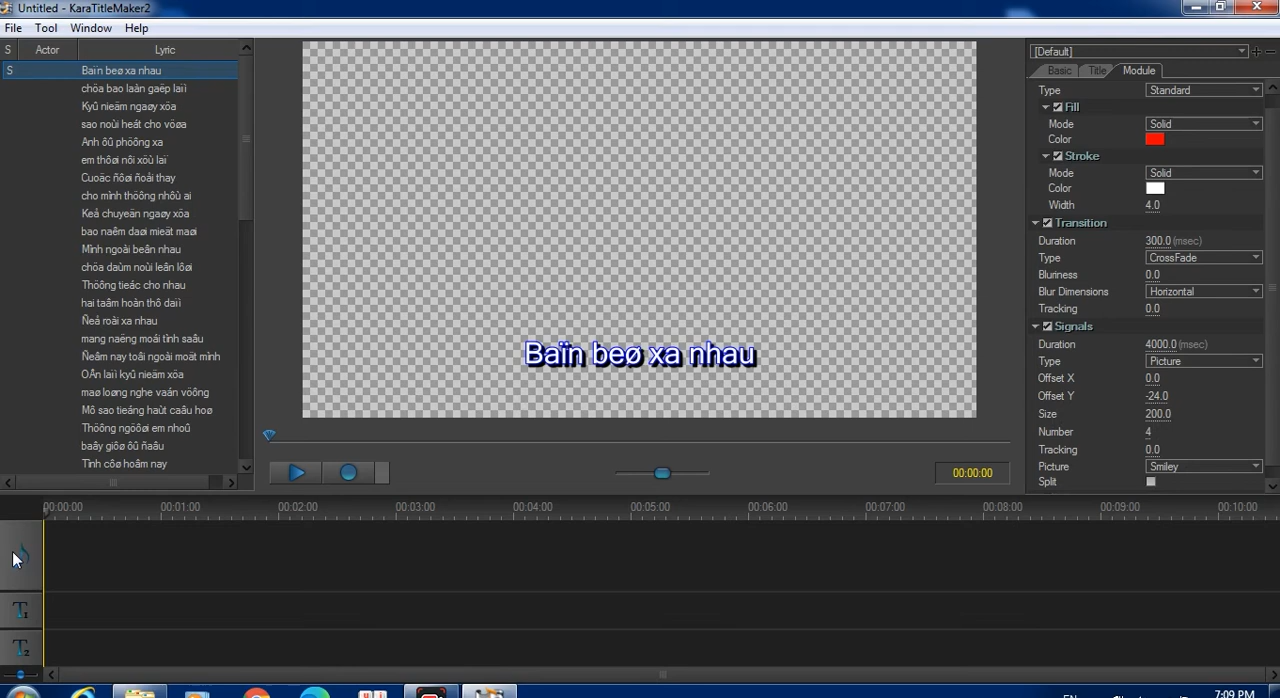 Untitled - KaraTitleMaker2
File Tool Window Help
S Actor Lyric
S Baïn beø xa nhau
chöa bao laàn gaëp laïi
Kyû nieäm ngaøy xöa
sao noùi heát cho vöøa
Anh ôû phöông xa
em thôøi nôi xöù laï
Cuoäc ñôøi ñoåi thay
cho mình thöông nhôù ai
Keå chuyeän ngaøy xöa
bao naêm daøi mieät maøi
Mình ngoài beân nhau
chöa daùm noùi leân lôøi
Thöông tieác cho nhau
hai taâm hoàn thô daïi
Ñeå roài xa nhau
mang naëng moái tình saâu
Ñeâm nay toâi ngoài moät mình
OÂn laïi kyû nieäm xöa
maø loøng nghe vaán vöông
Mô sao tieáng haùt caâu hoø
Thöông ngöôøi em nhoû
baây giôø ôû ñaâu
Tình côø hoâm nay
Baïn beø xa nhau
00:00:00
[Default]
Basic Title Module
Type Standard
Fill
Mode Solid
Color
Stroke
Mode Solid
Color
Width 4.0
Transition
Duration 300.0 (msec)
Type CrossFade
Bluriness 0.0
Blur Dimensions Horizontal
Tracking 0.0
Signals
Duration 4000.0 (msec)
Type Picture
Offset X 0.0
Offset Y -24.0
Size 200.0
Number 4
Tracking 0.0
Picture Smiley
Split
00:00:00 00:01:00 00:02:00 00:03:00 00:04:00 00:05:00 00:06:00 00:07:00 00:08:00 00:09:00 00:10:00
T1
T2
7:09 PM